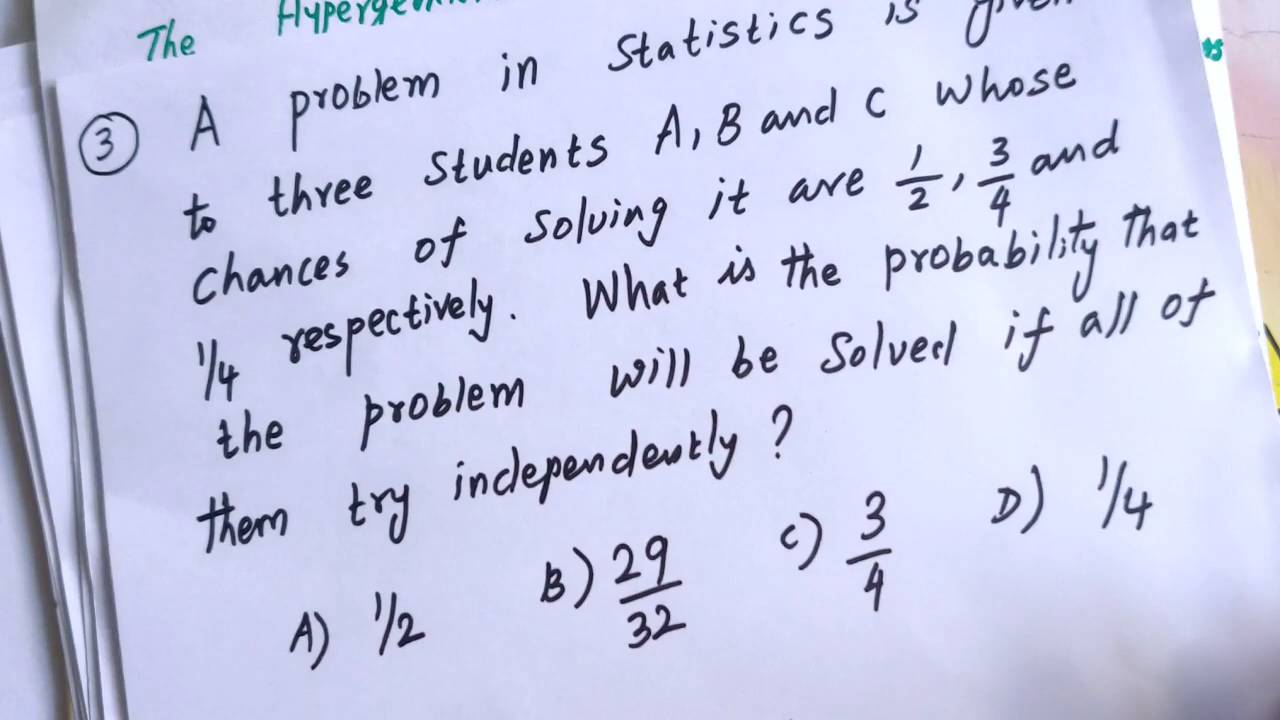 The
③ A problem in Statistics is given
to three Students A, B and C whose
chances of solving it are 1/2, 3/4 and
1/4 respectively. What is the probability that
the problem will be Solved if all of
them try independently?
A) 1/2 B) 29/32 C) 3/4 D) 1/4